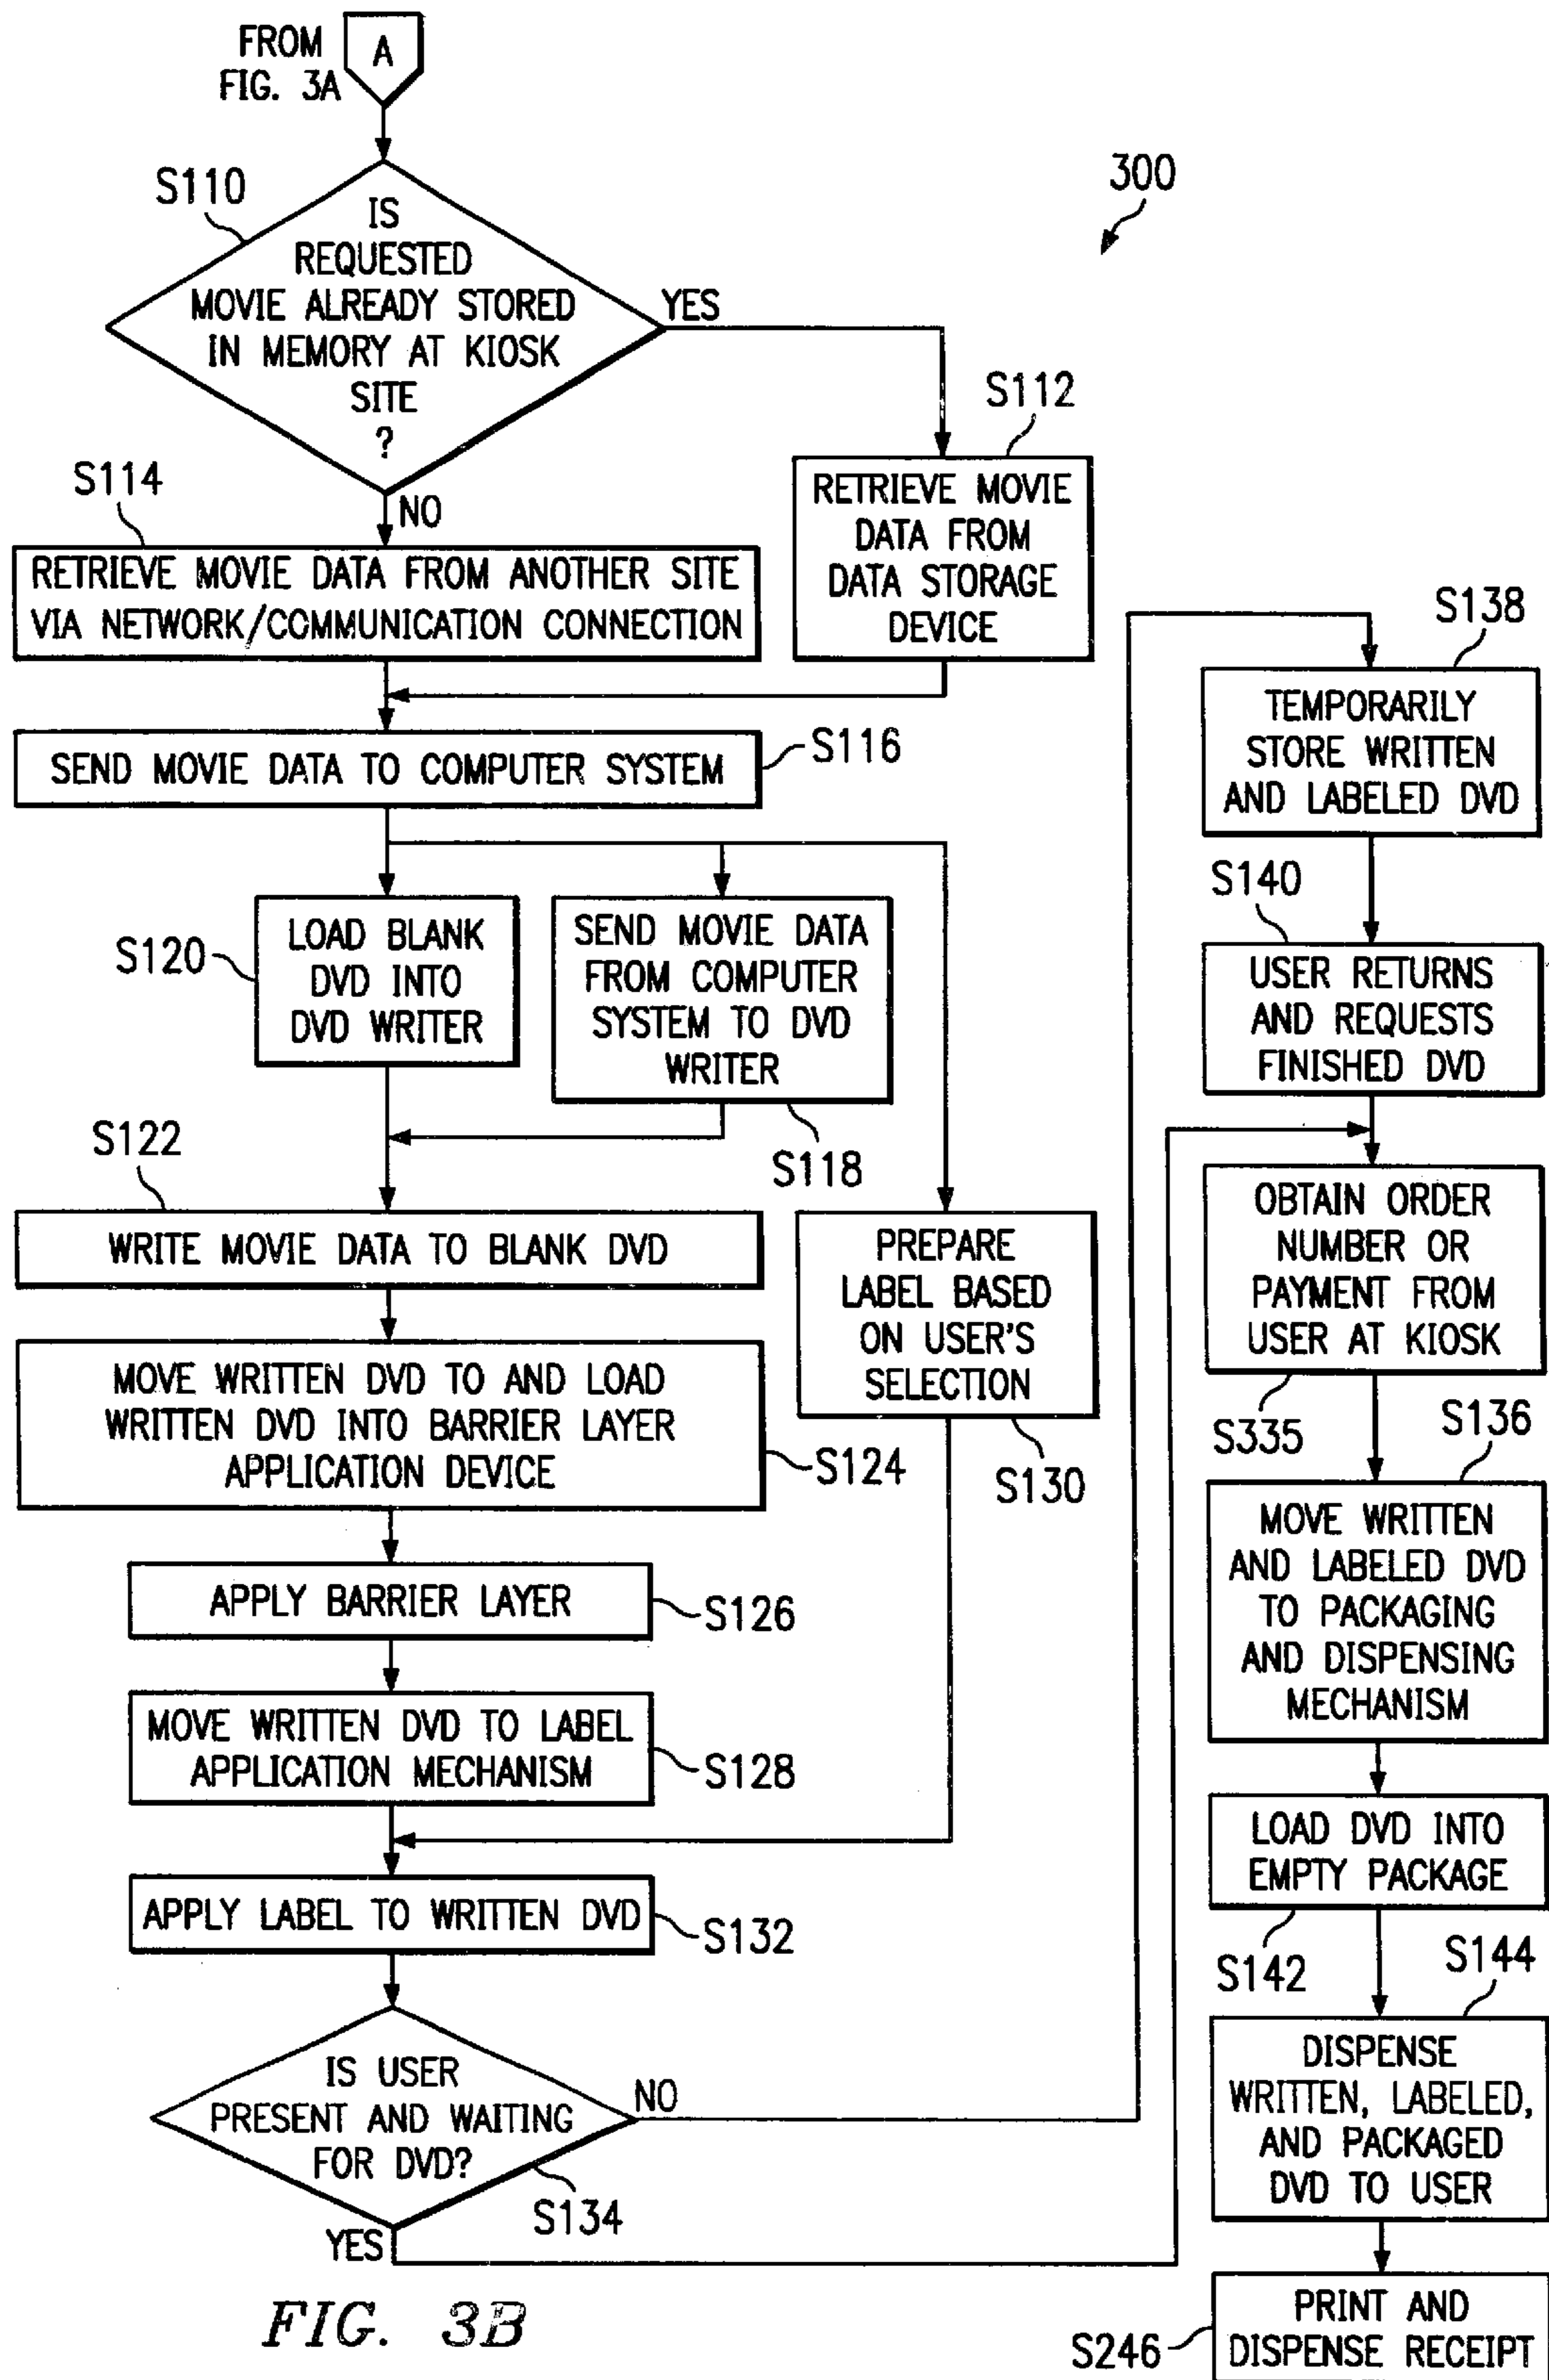 FROM
FIG. 3A
A
300
S110
IS
REQUESTED
MOVIE ALREADY STORED
IN MEMORY AT KIOSK
SITE
?
YES
NO
S112
RETRIEVE MOVIE
DATA FROM
DATA STORAGE
DEVICE
S114
RETRIEVE MOVIE DATA FROM ANOTHER SITE
VIA NETWORK/COMMUNICATION CONNECTION
SEND MOVIE DATA TO COMPUTER SYSTEM
S116
S120
LOAD BLANK
DVD INTO
DVD WRITER
SEND MOVIE DATA
FROM COMPUTER
SYSTEM TO DVD
WRITER
S118
S122
WRITE MOVIE DATA TO BLANK DVD
PREPARE
LABEL BASED
ON USER'S
SELECTION
S130
MOVE WRITTEN DVD TO AND LOAD
WRITTEN DVD INTO BARRIER LAYER
APPLICATION DEVICE
S124
APPLY BARRIER LAYER
S126
MOVE WRITTEN DVD TO LABEL
APPLICATION MECHANISM
S128
APPLY LABEL TO WRITTEN DVD
S132
IS USER
PRESENT AND WAITING
FOR DVD?
NO
S134
YES
S138
TEMPORARILY
STORE WRITTEN
AND LABELED DVD
S140
USER RETURNS
AND REQUESTS
FINISHED DVD
OBTAIN ORDER
NUMBER OR
PAYMENT FROM
USER AT KIOSK
S335
S136
MOVE WRITTEN
AND LABELED DVD
TO PACKAGING
AND DISPENSING
MECHANISM
LOAD DVD INTO
EMPTY PACKAGE
S142
S144
DISPENSE
WRITTEN, LABELED,
AND PACKAGED
DVD TO USER
PRINT AND
DISPENSE RECEIPT
S246
FIG. 3B